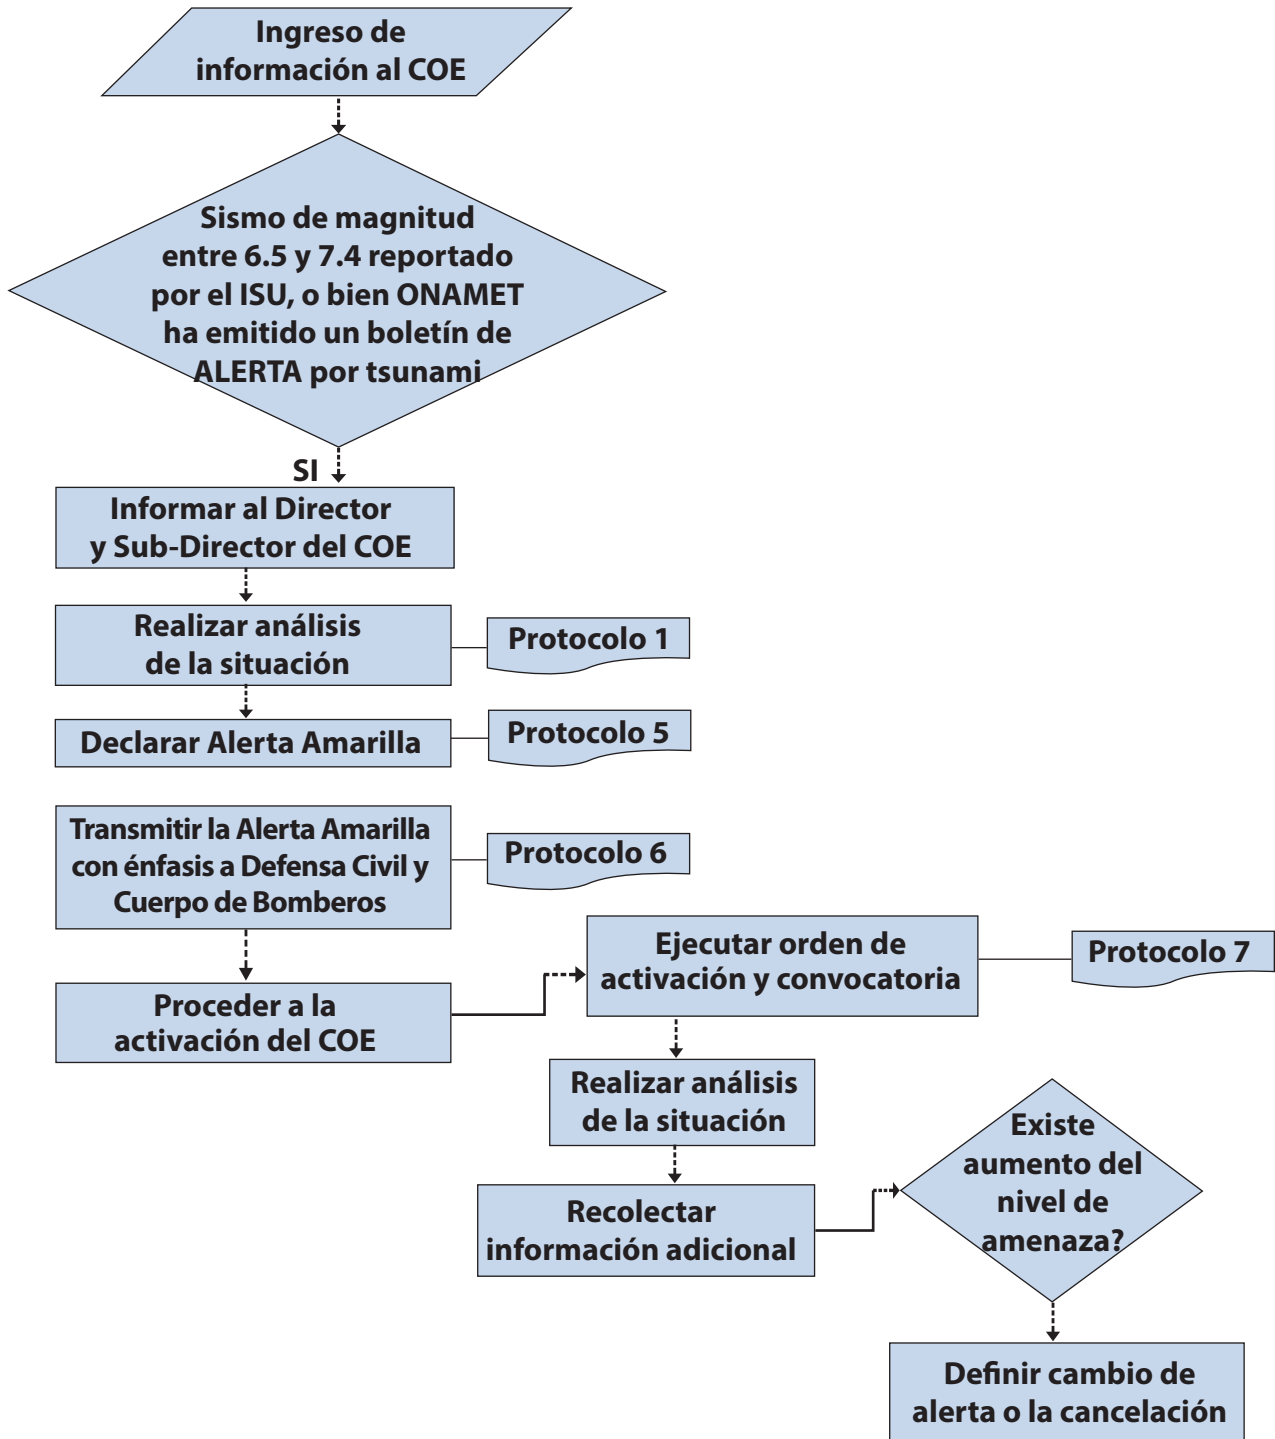 Ingreso de
información al COE
Sismo de magnitud
entre 6.5 y 7.4 reportado
por el ISU, o bien ONAMET
ha emitido un boletín de
ALERTA por tsunami
SI
Informar al Director
y Sub-Director del COE
Realizar análisis
de la situación
Protocolo 1
Declarar Alerta Amarilla
Protocolo 5
Transmitir la Alerta Amarilla
con énfasis a Defensa Civil y
Cuerpo de Bomberos
Protocolo 6
Proceder a la
activación del COE
Ejecutar orden de
activación y convocatoria
Protocolo 7
Realizar análisis
de la situación
Recolectar
información adicional
Existe
aumento del
nivel de
amenaza?
Definir cambio de
alerta o la cancelación